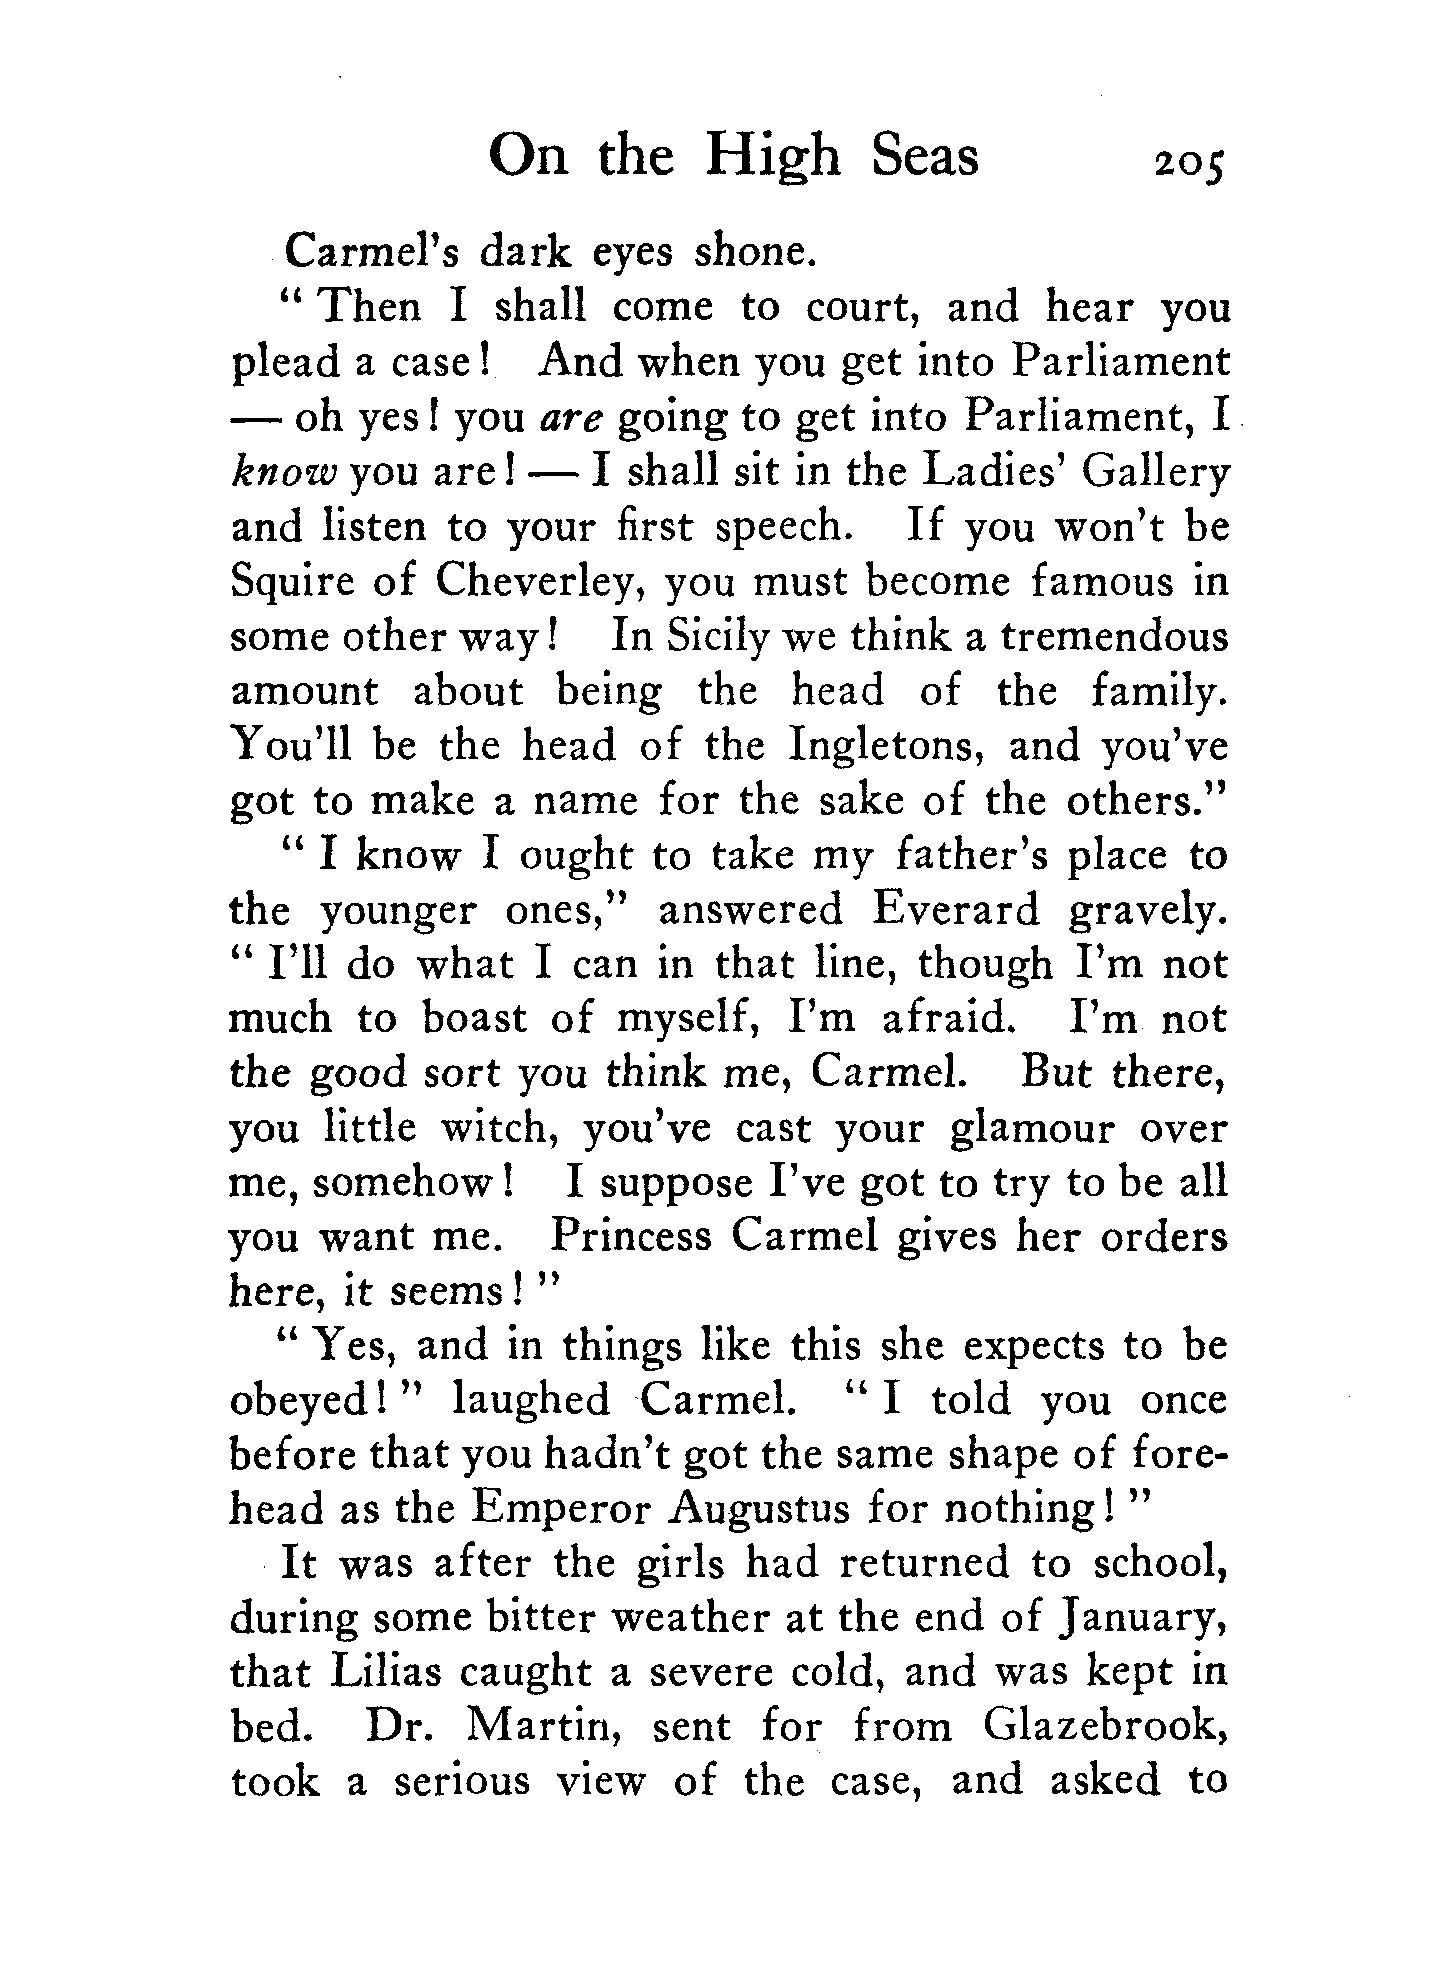 On the High Seas 205
Carmel's dark eyes shone.
" Then I shall come to court, and hear you
plead a case! And when you get into Parliament
— oh yes! you are going to get into Parliament, I
know you are! — I shall sit in the Ladies' Gallery
and listen to your first speech. If you won't be
Squire of Cheverley, you must become famous in
some other way! In Sicily we think a tremendous
amount about being the head of the family.
You'll be the head of the Ingletons, and you've
got to make a name for the sake of the others."
" I know I ought to take my father's place to
the younger ones," answered Everard gravely.
" I'll do what I can in that line, though I'm not
much to boast of myself, I'm afraid. I'm not
the good sort you think me, Carmel. But there,
you little witch, you've cast your glamour over
me, somehow! I suppose I've got to try to be all
you want me. Princess Carmel gives her orders
here, it seems! "
" Yes, and in things like this she expects to be
obeyed! " laughed Carmel. " I told you once
before that you hadn't got the same shape of fore-
head as the Emperor Augustus for nothing! "
It was after the girls had returned to school,
during some bitter weather at the end of January,
that Lilias caught a severe cold, and was kept in
bed. Dr. Martin, sent for from Glazebrook,
took a serious view of the case, and asked to